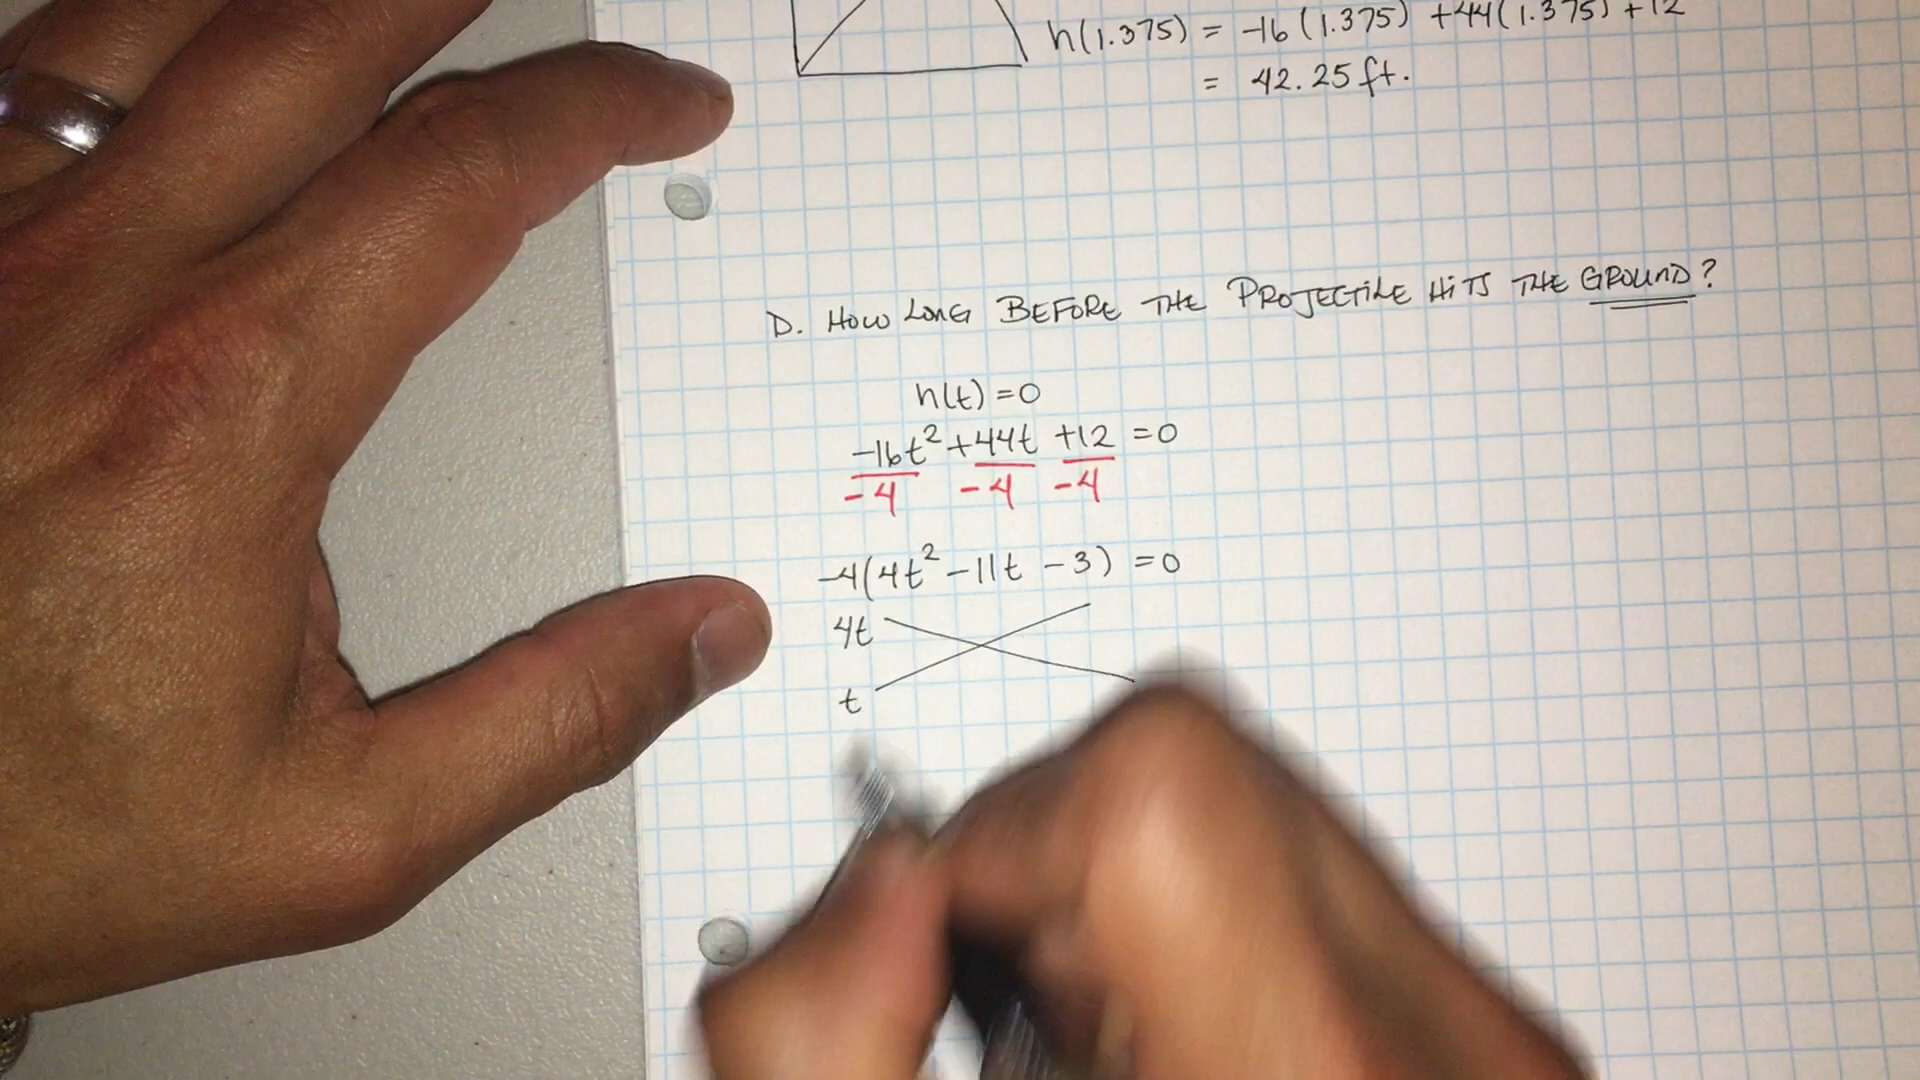 h(1.375) = -16(1.375) +44(1.375) +12
= 42.25 ft.
D. HOW LONG BEFORE THE PROJECTILE HITS THE GROUND?
h(t) = 0
-16t² +44t +12 = 0
-4 -4 -4
-4(4t² -11t -3) = 0
4t
t